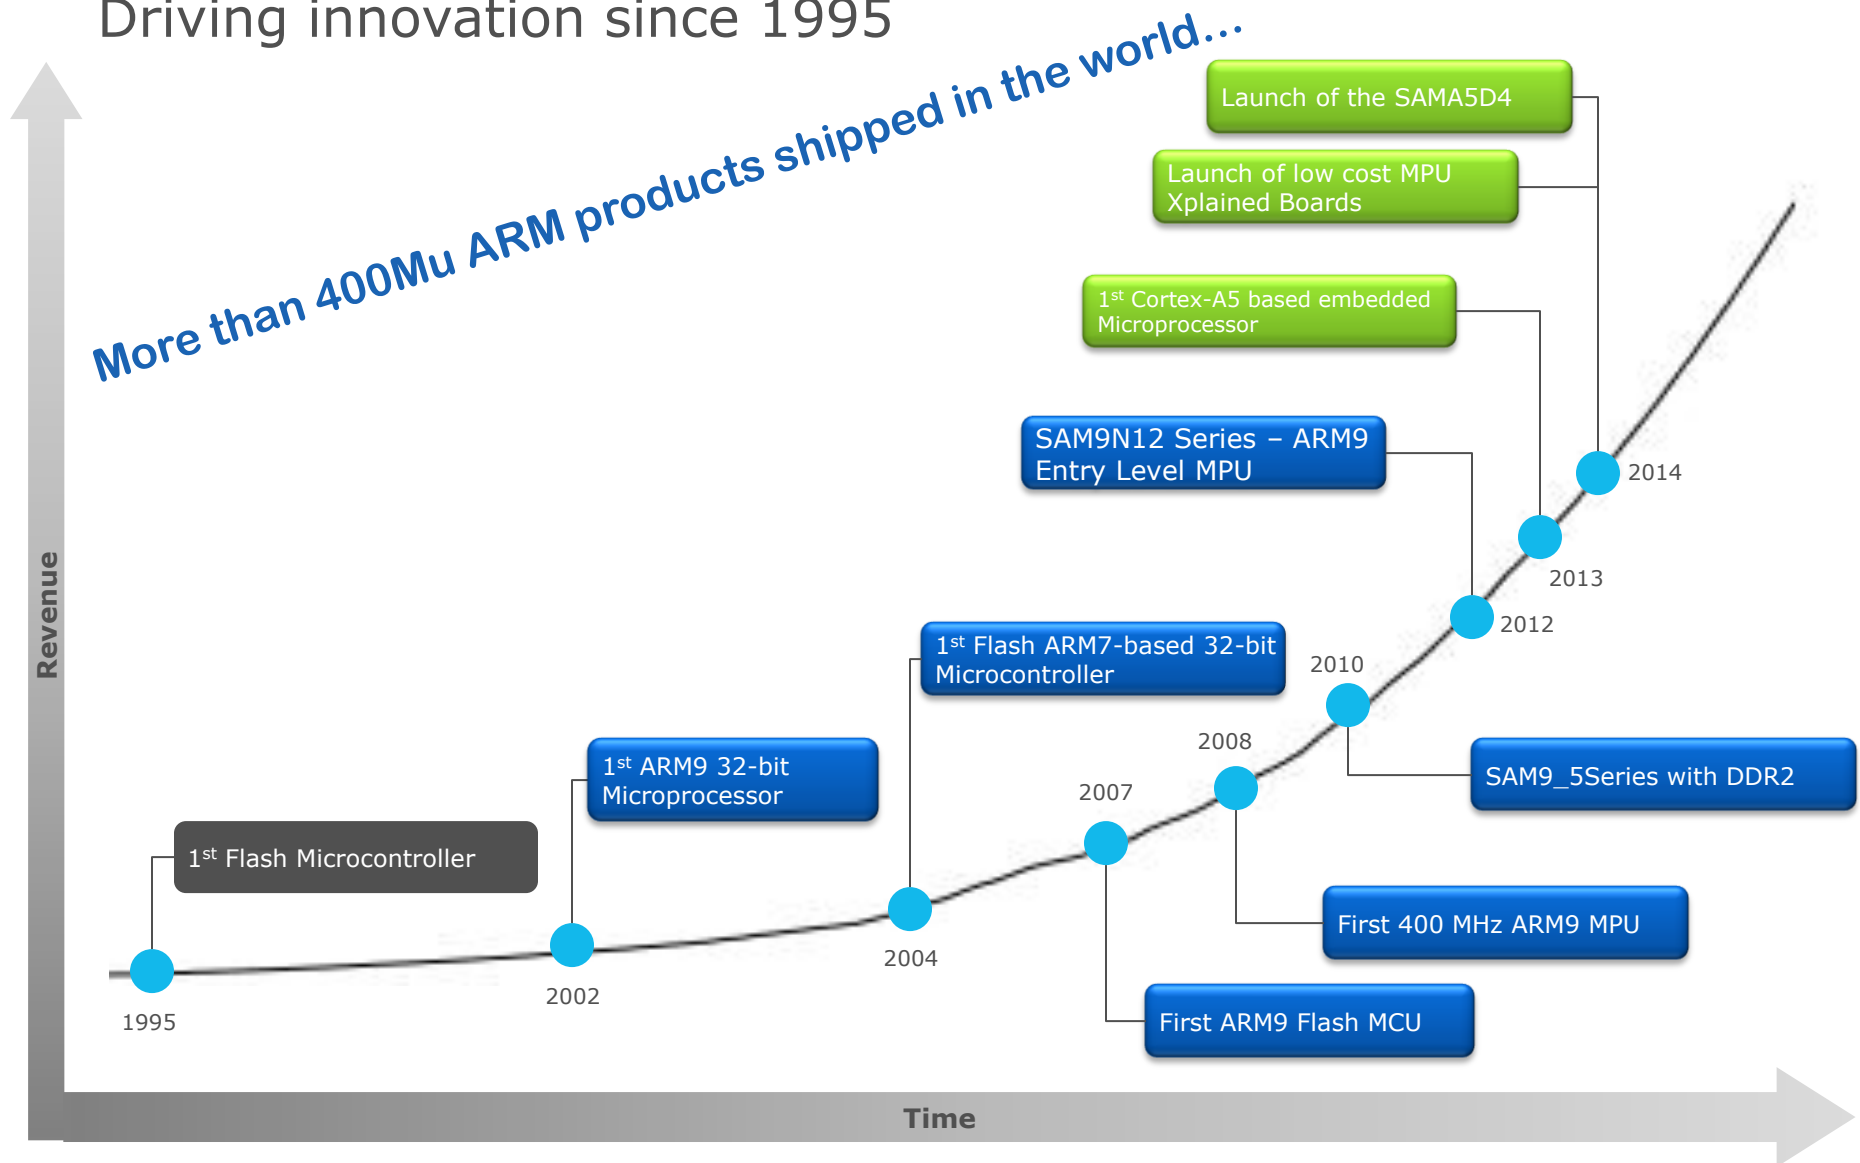 Driving innovation since 1995
More than 400Mu ARM products shipped in the world...
Launch of the SAMA5D4
Launch of low cost MPU
Xplained Boards
1st Cortex-A5 based embedded
Microprocessor
SAM9N12 Series – ARM9
Entry Level MPU
2014
2013
2012
1st Flash ARM7-based 32-bit
Microcontroller
2010
2008
1st ARM9 32-bit
Microprocessor
SAM9_5Series with DDR2
2007
1st Flash Microcontroller
First 400 MHz ARM9 MPU
2004
2002
1995
First ARM9 Flash MCU
Revenue
Time